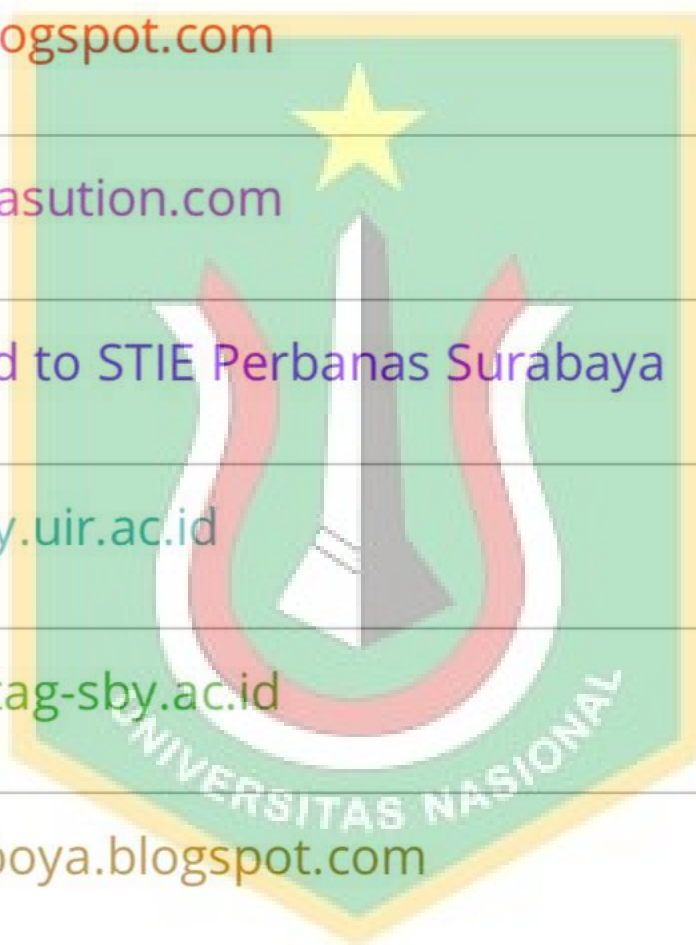 ogspot.com
asution.com
d to STIE Perbanas Surabaya
y.uir.ac.id
tag-sby.ac.id
UNIVERSITAS NASIONAL
boya.blogspot.com